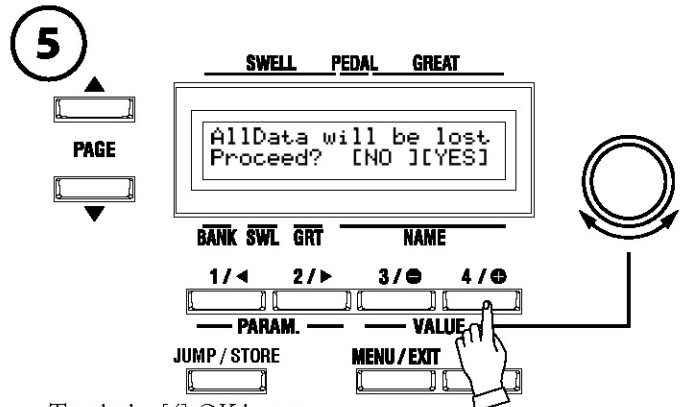 5
SWELL PEDAL GREAT
PAGE
AllData will be lost
Proceed? [NO ][YES]
BANK SWL GRT NAME
1/◄ 2/► 3/⊖ 4/⊕
PARAM. VALUE
JUMP / STORE MENU / EXIT